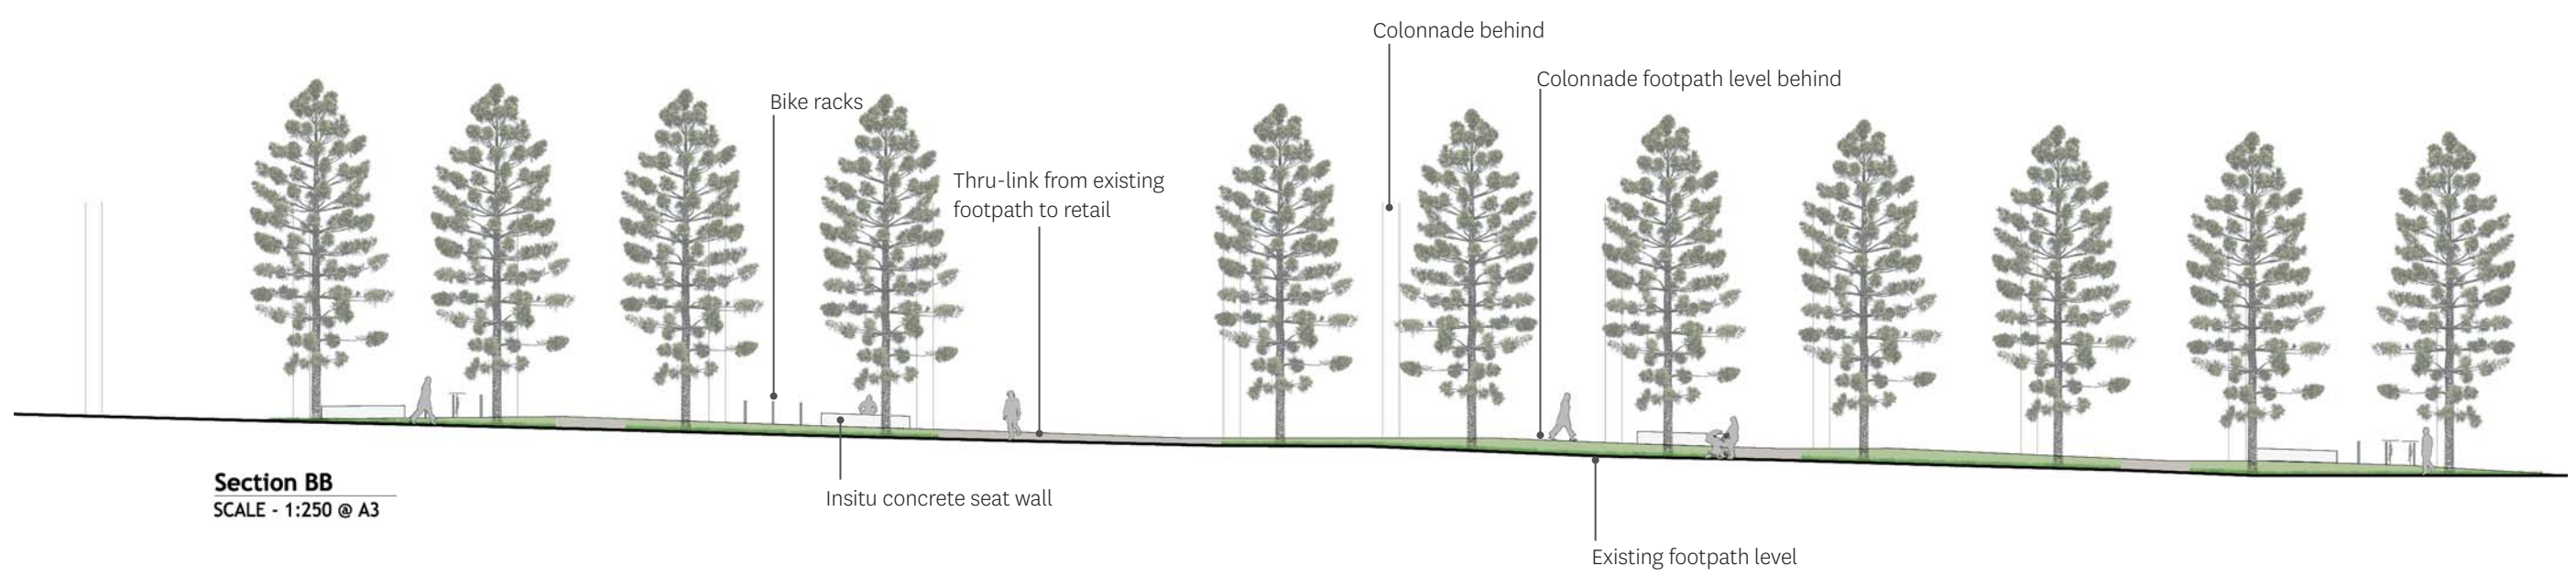 Colonnade behind
Colonnade footpath level behind
Bike racks
Thru-link from existing
footpath to retail
Section BB
SCALE - 1:250 @ A3
Insitu concrete seat wall
Existing footpath level